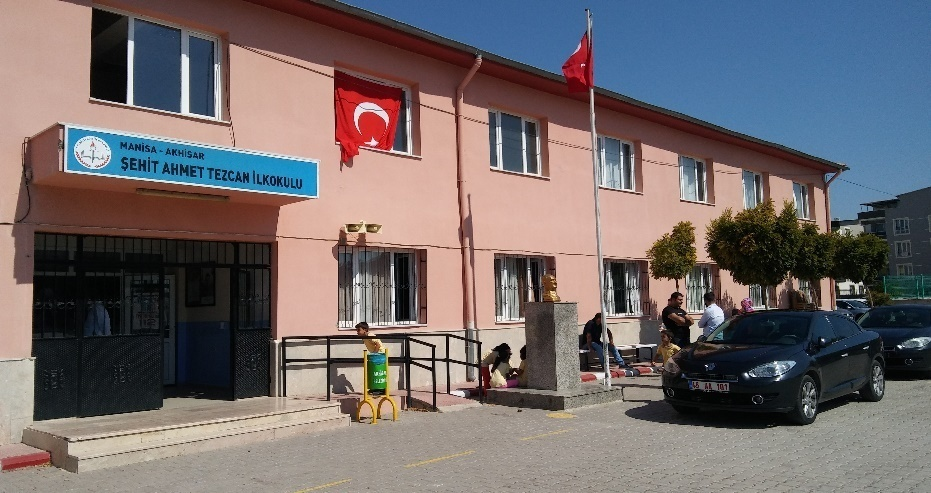 MANİSA - AKHİSAR
ŞEHİT AHMET TEZCAN İLKOKULU